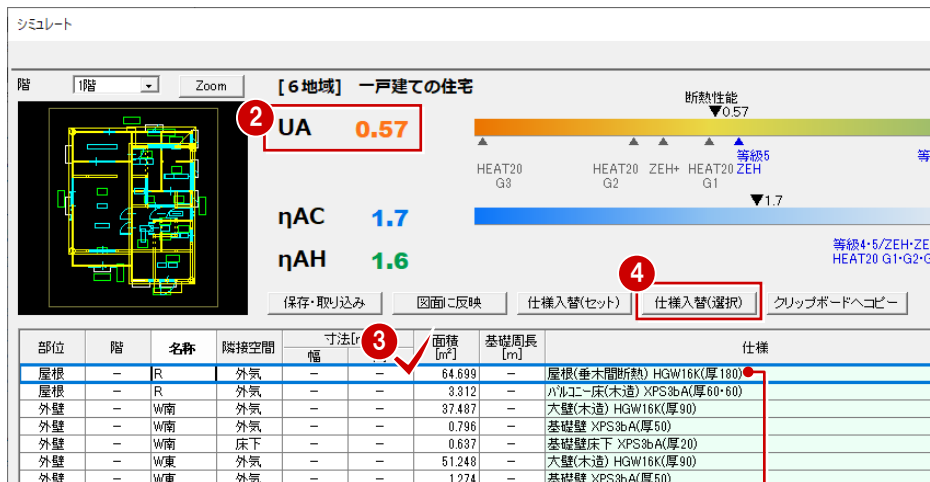 シミュレート
階 1階 Zoom [６地域] 一戸建ての住宅
断熱性能
2 UA 0.57 ▼0.57
等級5 等
HEAT20 HEAT20 ZEH+ HEAT20 ZEH
G3 G2 G1
ηAC 1.7 ▼1.7
等級4・5/ZEH・ZE
ηAH 1.6 HEAT20 G1・G2・G
4
保存・取り込み 図面に反映 仕様入替(セット) 仕様入替(選択) クリップボードへコピー
部位 階 名称 隣接空間 寸法[ 面積 基礎周長 仕様
幅 3 [㎡] [m]
屋根 － R 外気 － － 64.699 － 屋根(垂木間断熱) HGW16K(厚180)
屋根 － R 外気 － － 3.312 － バルコニー床(木造) XPS3bA(厚60・60)
外壁 － W南 外気 － － 37.487 － 大壁(木造) HGW16K(厚90)
外壁 － W南 外気 － － 0.796 － 基礎壁 XPS3bA(厚50)
外壁 － W南 床下 － － 0.637 － 基礎壁床下 XPS3bA(厚20)
外壁 － W東 外気 － － 51.248 － 大壁(木造) HGW16K(厚90)
外壁 － W東 外気 － － 1.274 － 基礎壁 XPS3bA(厚50)